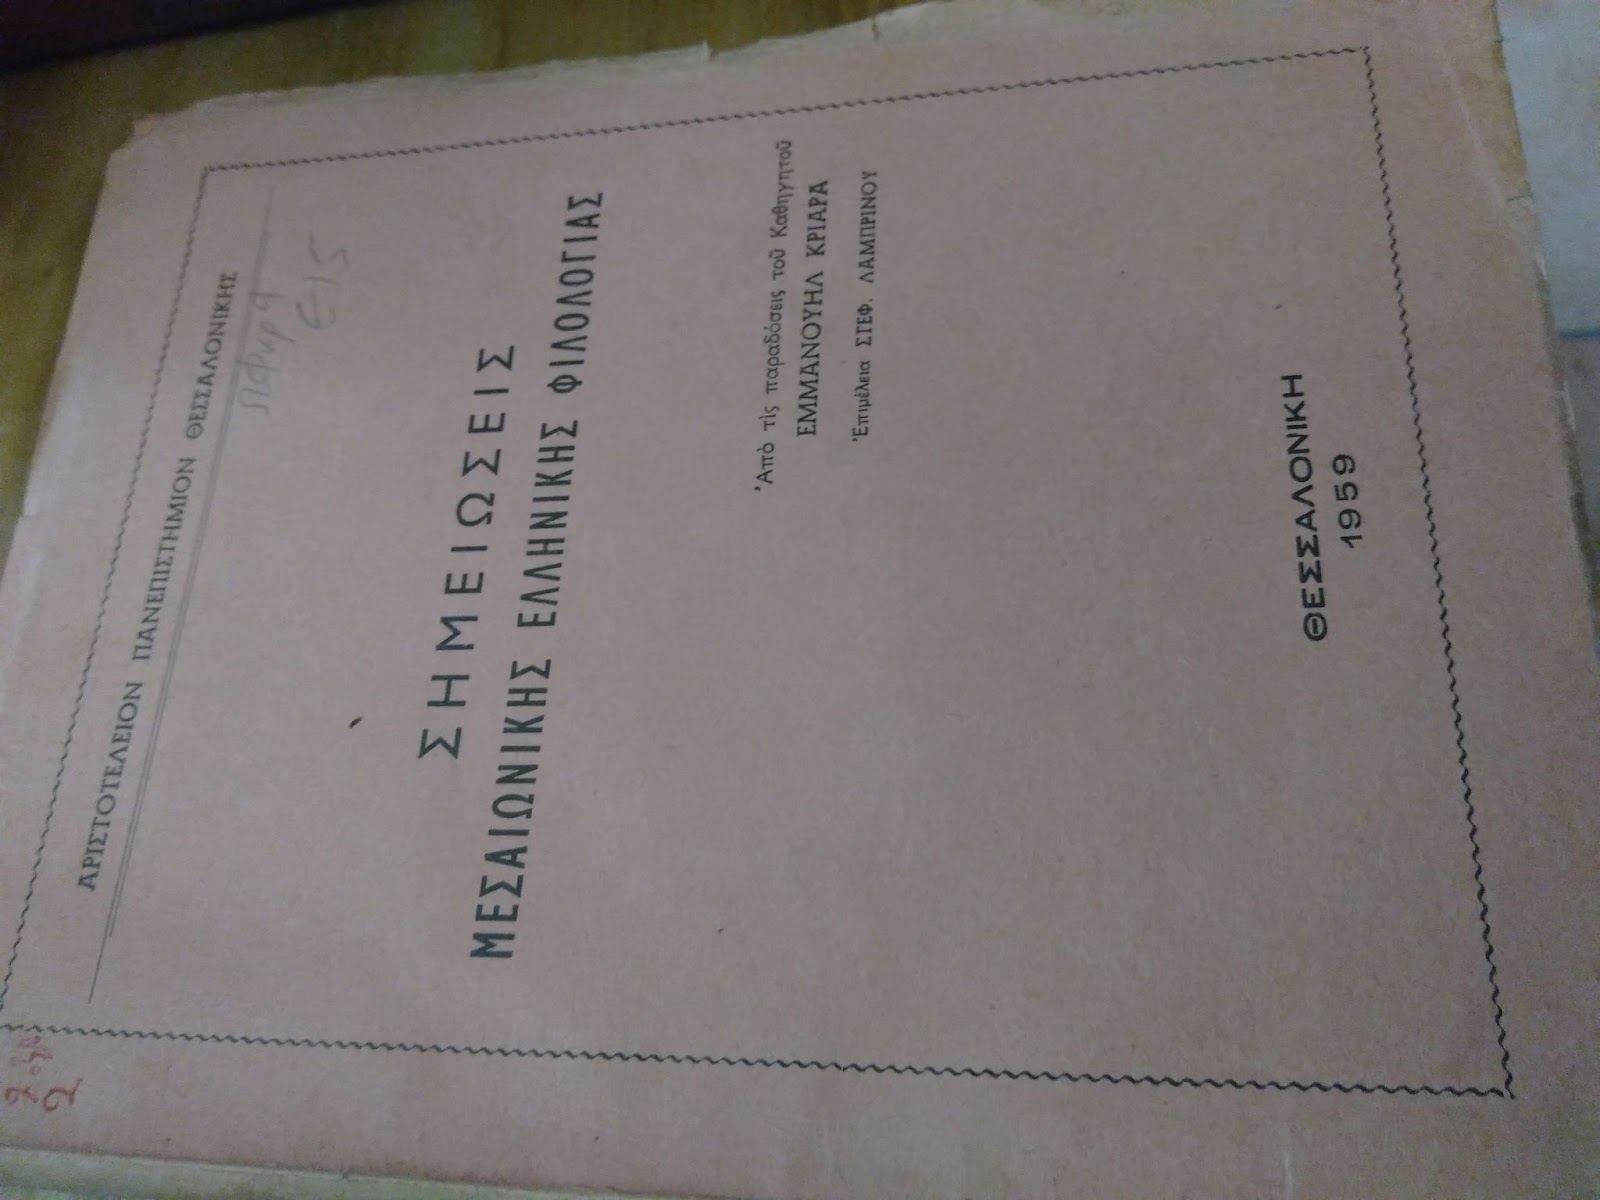 ΑΡΙΣΤΟΤΕΛΕΙΟΝ ΠΑΝΕΠΙΣΤΗΜΙΟΝ ΘΕΣΣΑΛΟΝΙΚΗΣ
Ε15
ΣΗΜΕΙΩΣΕΙΣ
ΜΕΣΑΙΩΝΙΚΗΣ ΕΛΛΗΝΙΚΗΣ ΦΙΛΟΛΟΓΙΑΣ
Ἀπὸ τὶς παραδόσεις τοῦ Καθηγητοῦ
ΕΜΜΑΝΟΥΗΛ ΚΡΙΑΡΑ
Ἐπιμέλεια ΣΤΕΦ. ΛΑΜΠΡΙΝΟΥ
ΘΕΣΣΑΛΟΝΙΚΗ
1959